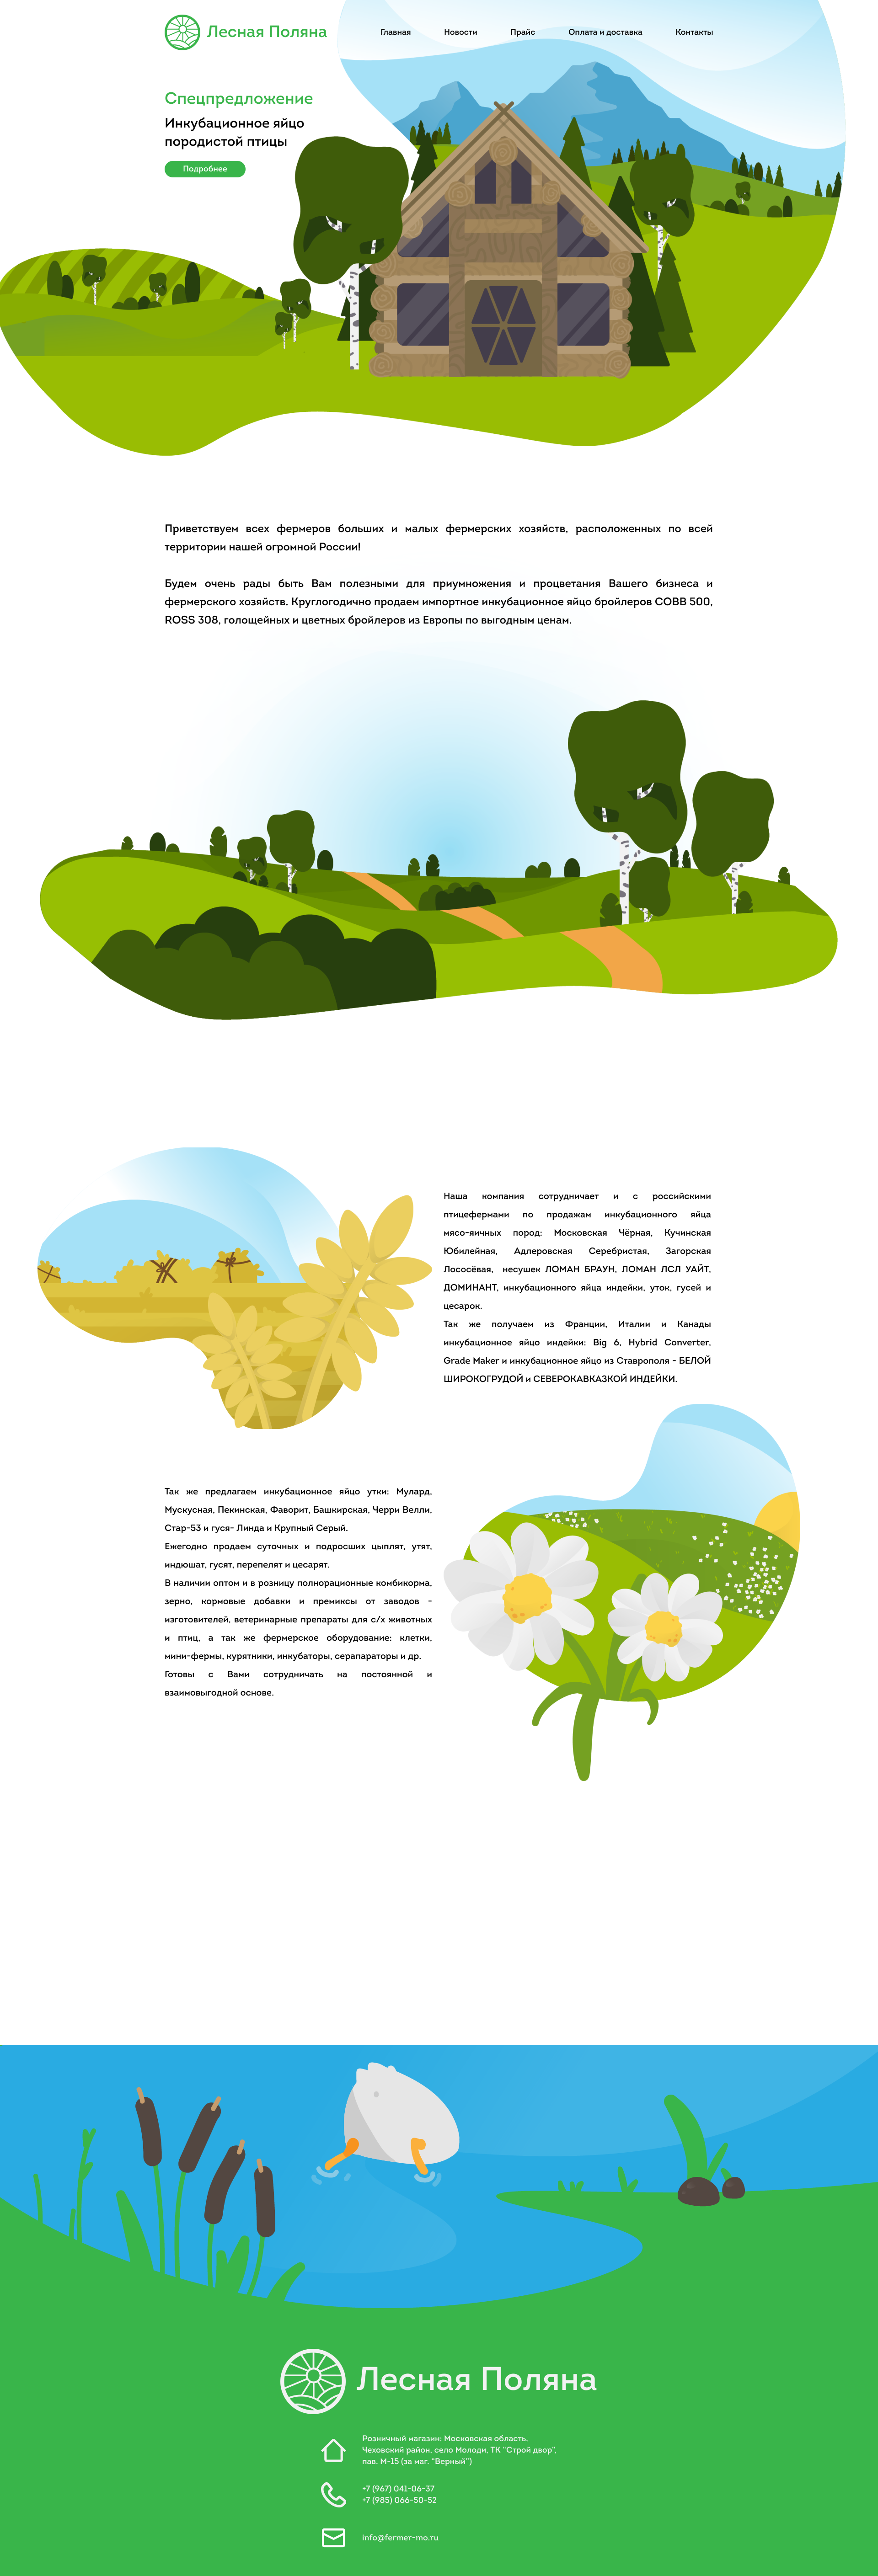 Лесная Поляна
Главная Новости Прайс Оплата и доставка Контакты
Спецпредложение
Инкубационное яйцо
породистой птицы
Подробнее
Приветствуем всех фермеров больших и малых фермерских хозяйств, расположенных по всей
территории нашей огромной России!
Будем очень рады быть Вам полезными для приумножения и процветания Вашего бизнеса и
фермерского хозяйств. Круглогодично продаем импортное инкубационное яйцо бройлеров COBB 500,
ROSS 308, голошейных и цветных бройлеров из Европы по выгодным ценам.
Наша компания сотрудничает и с российскими
птицефермами по продажам инкубационного яйца
мясо-яичных пород: Московская Чёрная, Кучинская
Юбилейная, Адлеровская Серебристая, Загорская
Лососёвая, несушек ЛОМАН БРАУН, ЛОМАН ЛСЛ УАЙТ,
ДОМИНАНТ, инкубационного яйца индейки, уток, гусей и
цесарок.
Так же получаем из Франции, Италии и Канады
инкубационное яйцо индейки: Big 6, Hybrid Converter,
Grade Maker и инкубационное яйцо из Ставрополя - БЕЛОЙ
ШИРОКОГРУДОЙ и СЕВЕРОКАВКАЗКОЙ ИНДЕЙКИ.
Так же предлагаем инкубационное яйцо утки: Мулард,
Мускусная, Пекинская, Фаворит, Башкирская, Черри Велли,
Стар-53 и гуся- Линда и Крупный Серый.
Ежегодно продаем суточных и подросших цыплят, утят,
индюшат, гусят, перепелят и цесарят.
В наличии оптом и в розницу полнорационные комбикорма,
зерно, кормовые добавки и премиксы от заводов -
изготовителей, ветеринарные препараты для с/х животных
и птиц, а так же фермерское оборудование: клетки,
мини-фермы, курятники, инкубаторы, серапараторы и др.
Готовы с Вами сотрудничать на постоянной и
взаимовыгодной основе.
Лесная Поляна
Розничный магазин: Московская область,
Чеховский район, село Молоди, ТК "Строй двор",
пав. М-15 (за маг. "Верный")
+7 (967) 041-06-37
+7 (985) 066-50-52
info@fermer-mo.ru